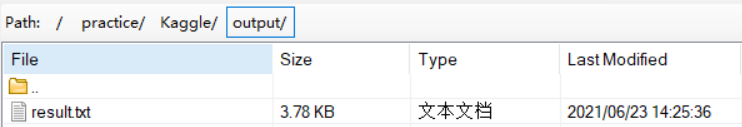 Path: / practice/ Kaggle/ output/
File Size Type Last Modified
..
result.txt 3.78 KB 文本文档 2021/06/23 14:25:36